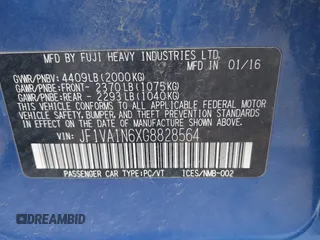 MFD BY FUJI HEAVY INDUSTRIES LTD. 01/16
GVWR/PNBV: 4409LB(2000KG)
GAWR/PNBE:FRONT- 2370LB(1075KG)
GAWR/PNBE:REAR - 2293LB(1040KG)
THIS VEHICLE CONFORMS TO ALL APPLICABLE
FEDERAL MOTOR VEHICLE SAFETY,
BUMPER, AND THEFT PREVENTION
STANDARDS IN EFFECT ON THE DATE OF
MANUFACTURE SHOWN ABOVE.
VIN: JF1VA1N6XG8828564
PASSENGER CAR TYPE:PC/VT ICES/NMB-002
DREAMBID